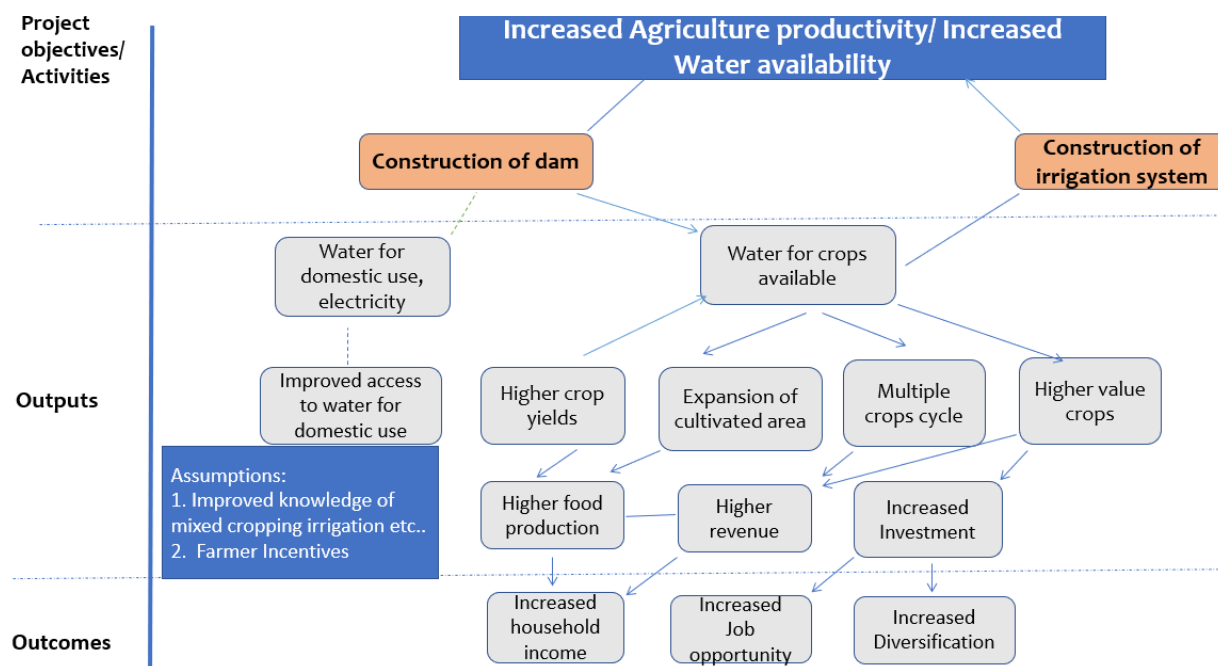 Project
objectives/
Activities
Increased Agriculture productivity/ Increased
Water availability
Construction of dam
Construction of
irrigation system
Water for
domestic use,
electricity
Water for crops
available
Outputs
Improved access
to water for
domestic use
Higher crop
yields
Expansion of
cultivated area
Multiple
crops cycle
Higher value
crops
Assumptions:
1. Improved knowledge of
mixed cropping irrigation etc..
2. Farmer Incentives
Higher food
production
Higher
revenue
Increased
Investment
Outcomes
Increased
household
income
Increased
Job
opportunity
Increased
Diversification